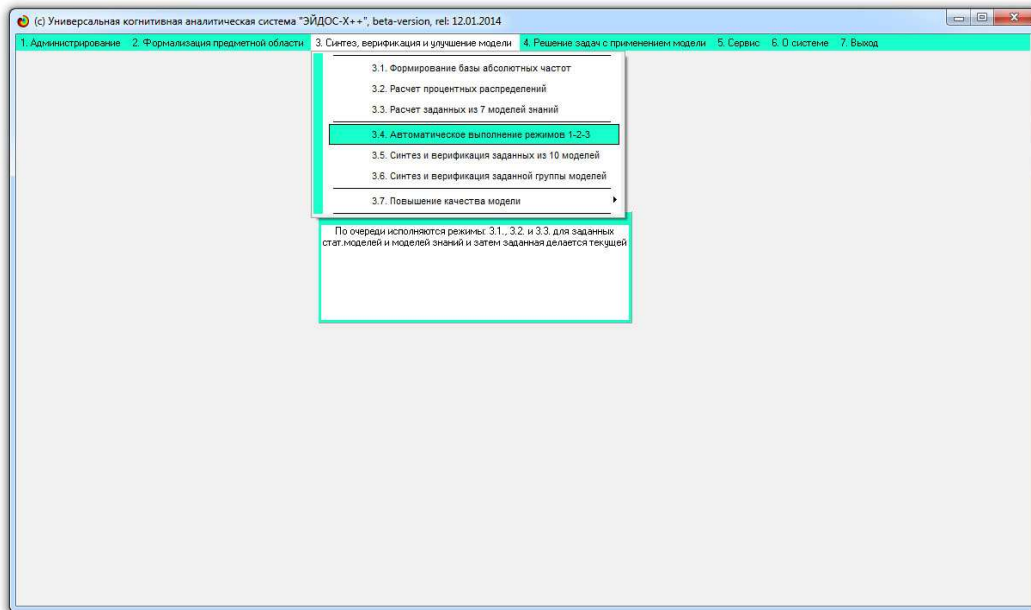 (c) Универсальная когнитивная аналитическая система "ЭЙДОС-X++", beta-version, rel: 12.01.2014
1. Администрирование 2. Формализация предметной области 3. Синтез, верификация и улучшение модели 4. Решение задач с применением модели 5. Сервис 6. О системе 7. Выход
3.1. Формирование базы абсолютных частот
3.2. Расчет процентных распределений
3.3. Расчет заданных из 7 моделей знаний
3.4. Автоматическое выполнение режимов 1-2-3
3.5. Синтез и верификация заданных из 10 моделей
3.6. Синтез и верификация заданной группы моделей
3.7. Повышение качества модели
По очереди исполняются режимы: 3.1., 3.2. и 3.3. для заданных
стат.моделей и моделей знаний и затем заданная делается текущей